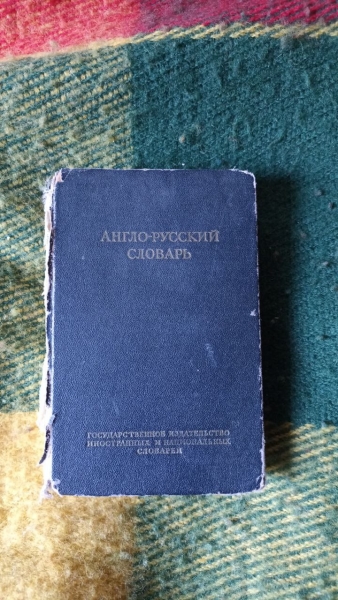 АНГЛО-РУССКИЙ
СЛОВАРЬ
ГОСУДАРСТВЕННОЕ ИЗДАТЕЛЬСТВО
ИНОСТРАННЫХ И НАЦИОНАЛЬНЫХ
СЛОВАРЕЙ